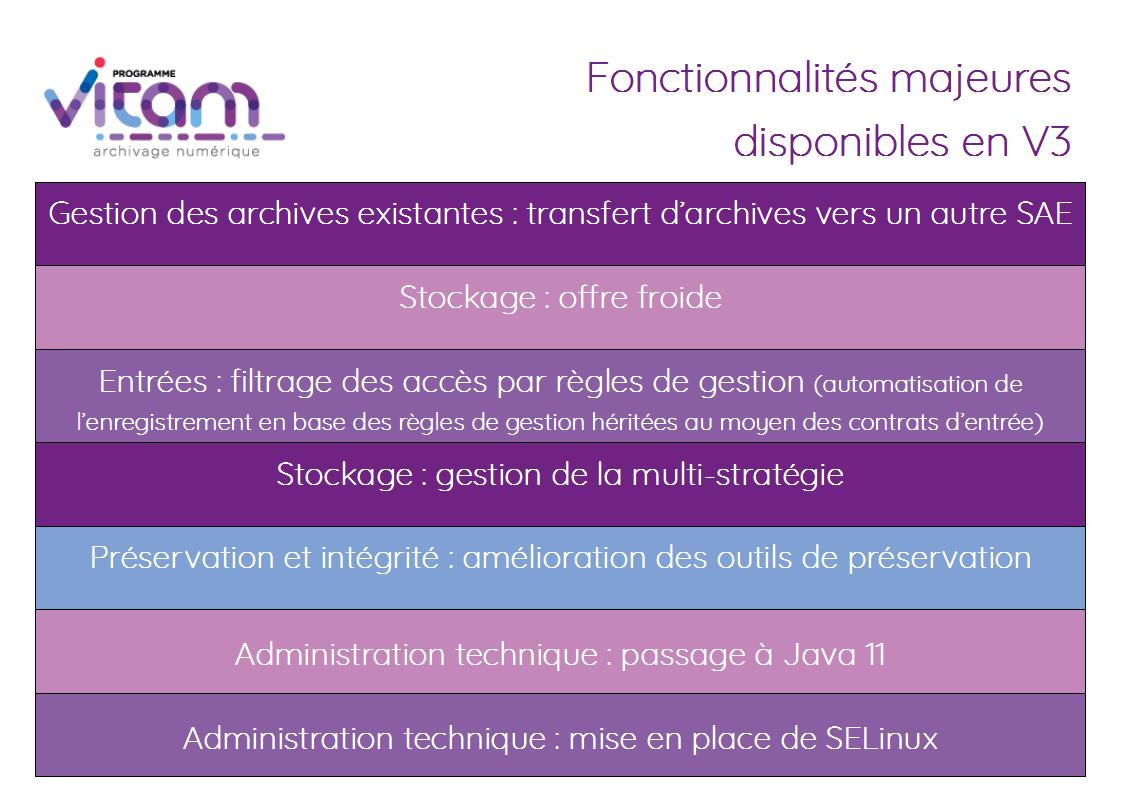 PROGRAMME
vitam
archivage numérique
Fonctionnalités majeures
disponibles en V3
Gestion des archives existantes : transfert d’archives vers un autre SAE
Stockage : offre froide
Entrées : filtrage des accès par règles de gestion (automatisation de
l’enregistrement en base des règles de gestion héritées au moyen des contrats d’entrée)
Stockage : gestion de la multi-stratégie
Préservation et intégrité : amélioration des outils de préservation
Administration technique : passage à Java 11
Administration technique : mise en place de SELinux